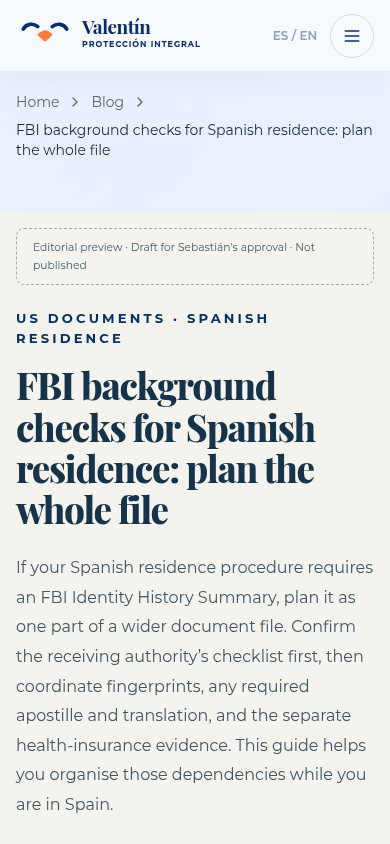 Valentín
PROTECCIÓN INTEGRAL
ES / EN
Home
Blog
FBI background checks for Spanish residence: plan
the whole file
Editorial preview · Draft for Sebastián's approval · Not
published
US DOCUMENTS · SPANISH
RESIDENCE
FBI background
checks for Spanish
residence: plan the
whole file
If your Spanish residence procedure requires
an FBI Identity History Summary, plan it as
one part of a wider document file. Confirm
the receiving authority’s checklist first, then
coordinate fingerprints, any required
apostille and translation, and the separate
health-insurance evidence. This guide helps
you organise those dependencies while you
are in Spain.